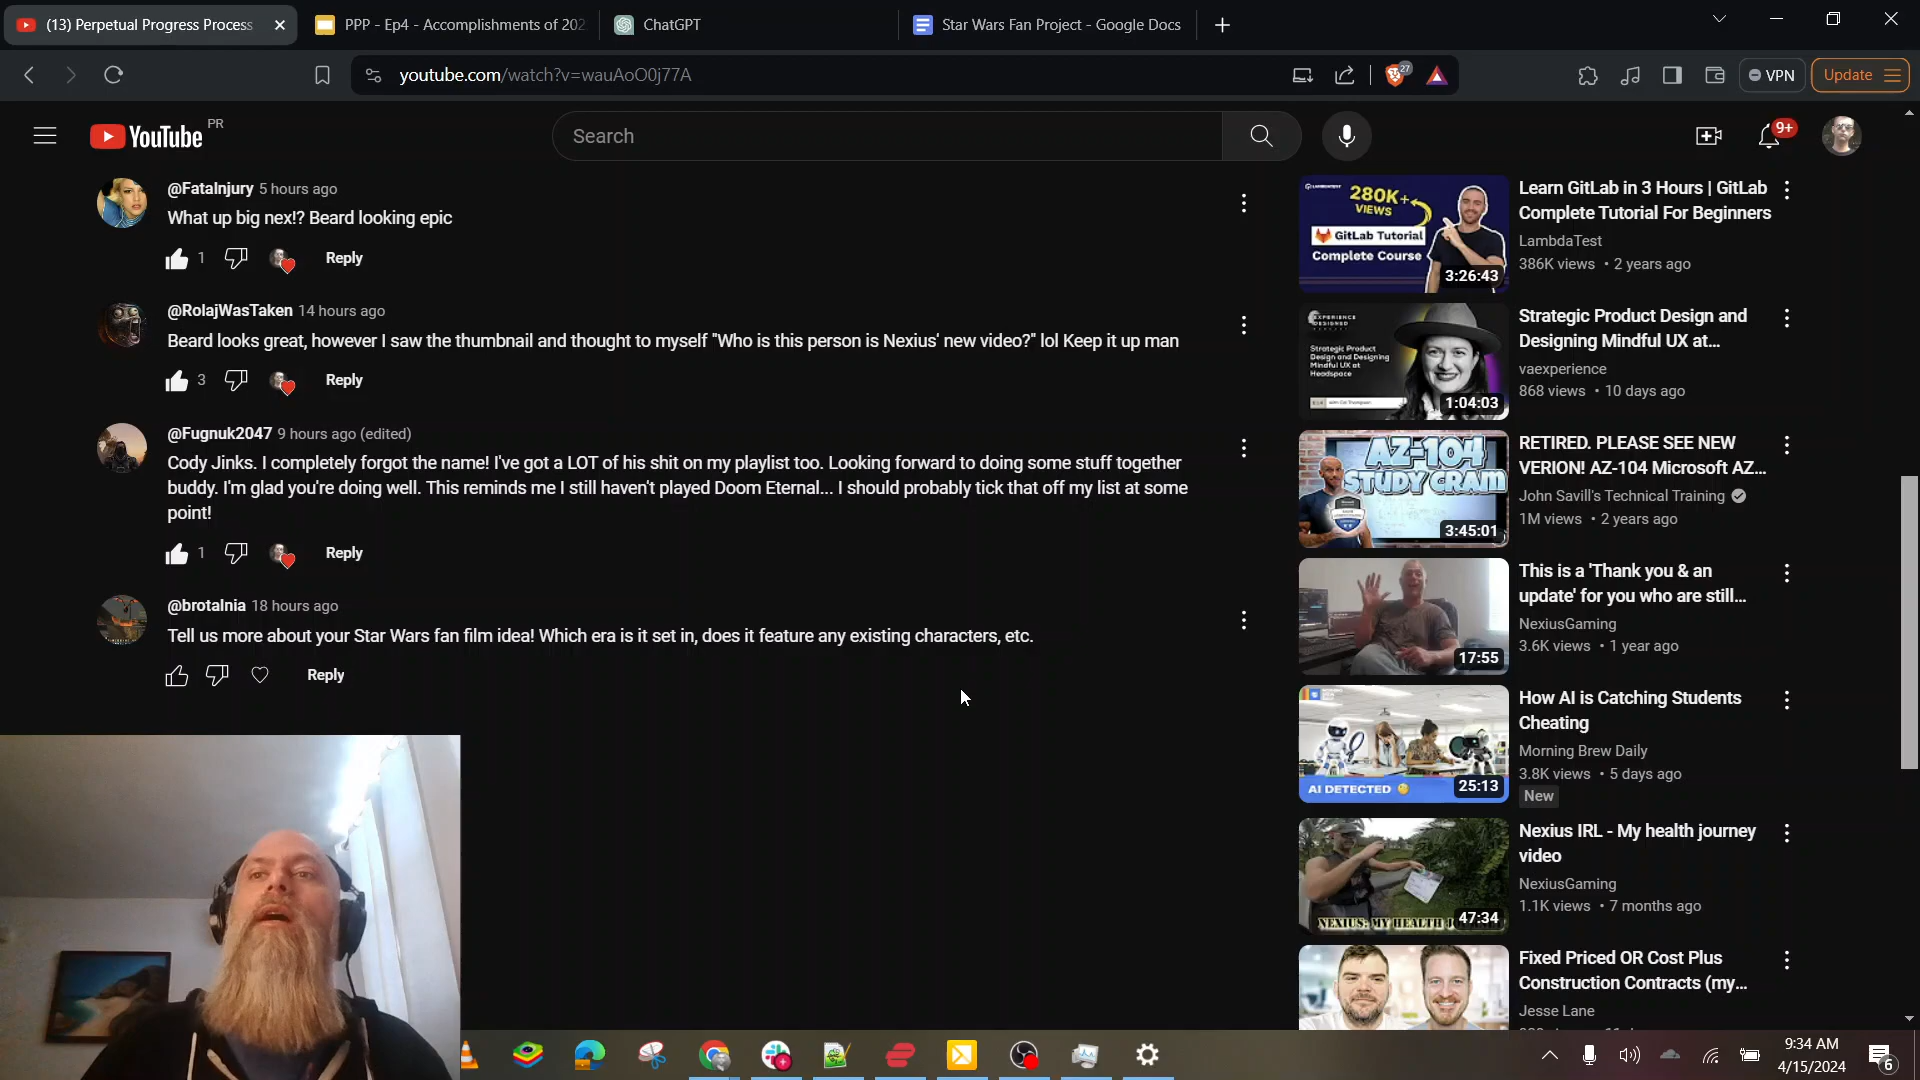 (13) Perpetual Progress Process
PPP - Ep4 - Accomplishments of 202
ChatGPT
Star Wars Fan Project - Google Docs
youtube.com/watch?v=wauAoO0j77A
27
VPN
Update
YouTube
PR
Search
9+
@FatalInjury 5 hours ago
What up big nex!? Beard looking epic
1
Reply
@RolajWasTaken 14 hours ago
Beard looks great, however I saw the thumbnail and thought to myself "Who is this person is Nexius' new video?" lol Keep it up man
3
Reply
@Fugnuk2047 9 hours ago (edited)
Cody Jinks. I completely forgot the name! I've got a LOT of his shit on my playlist too. Looking forward to doing some stuff together
buddy. I'm glad you're doing well. This reminds me I still haven't played Doom Eternal... I should probably tick that off my list at some
point!
1
Reply
@brotalnia 18 hours ago
Tell us more about your Star Wars fan film idea! Which era is it set in, does it feature any existing characters, etc.
Reply
280K+
VIEWS
GitLab Tutorial
Complete Course
3:26:43
Learn GitLab in 3 Hours | GitLab
Complete Tutorial For Beginners
LambdaTest
386K views • 2 years ago
Strategic Product
Design and Designing
Mindful UX at
Headspace
1:04:03
Strategic Product Design and
Designing Mindful UX at...
vaexperience
868 views • 10 days ago
AZ-104
STUDY CRAM
3:45:01
RETIRED. PLEASE SEE NEW
VERION! AZ-104 Microsoft AZ...
John Savill's Technical Training
1M views • 2 years ago
17:55
This is a 'Thank you & an
update' for you who are still...
NexiusGaming
3.6K views • 1 year ago
AI DETECTED
25:13
How AI is Catching Students
Cheating
Morning Brew Daily
3.8K views • 5 days ago
New
NEXIUS: MY HEALTH
47:34
Nexius IRL - My health journey
video
NexiusGaming
1.1K views • 7 months ago
Fixed Priced OR Cost Plus
Construction Contracts (my...
Jesse Lane
9:34 AM
4/15/2024
6